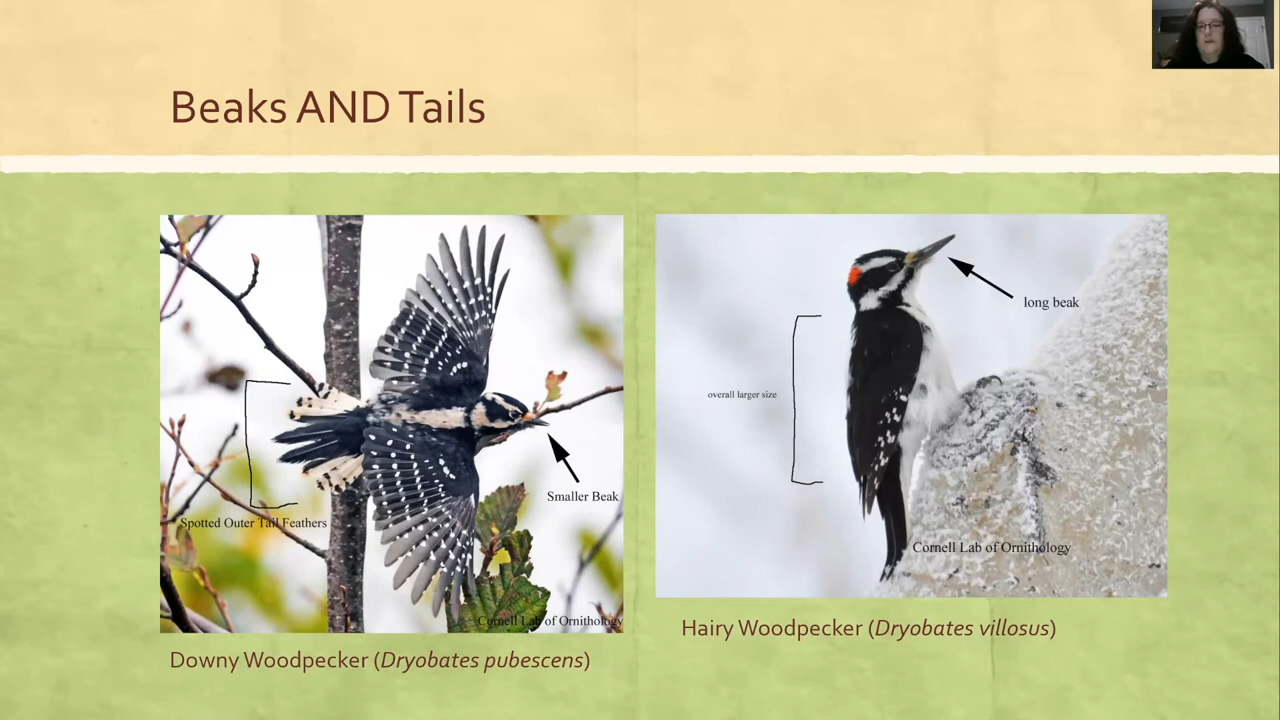 Beaks AND Tails
Smaller Beak
Spotted Outer Tail Feathers
Cornell Lab of Ornithology
Downy Woodpecker (Dryobates pubescens)
long beak
overall larger size
Cornell Lab of Ornithology
Hairy Woodpecker (Dryobates villosus)